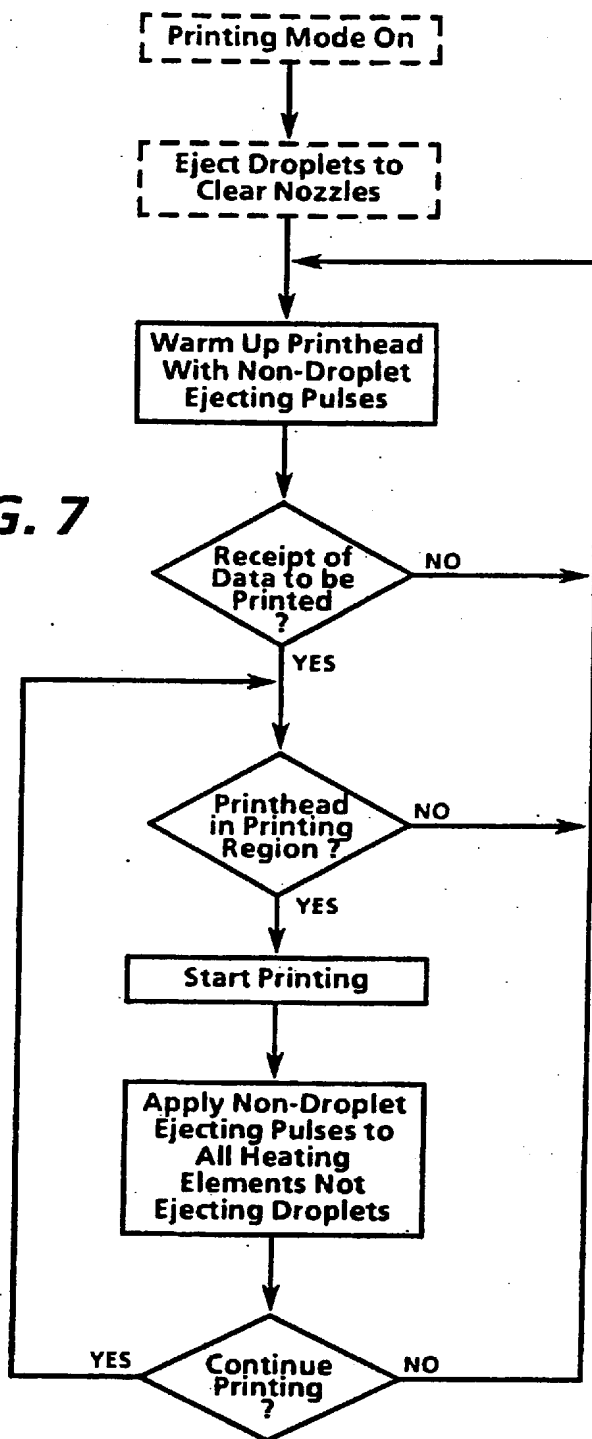 Printing Mode On
Eject Droplets to
Clear Nozzles
Warm Up Printhead
With Non-Droplet
Ejecting Pulses
G. 7
Receipt of
Data to be
Printed
?
NO
YES
Printhead
in Printing
Region ?
NO
YES
Start Printing
Apply Non-Droplet
Ejecting Pulses to
All Heating
Elements Not
Ejecting Droplets
YES
Continue
Printing
?
NO